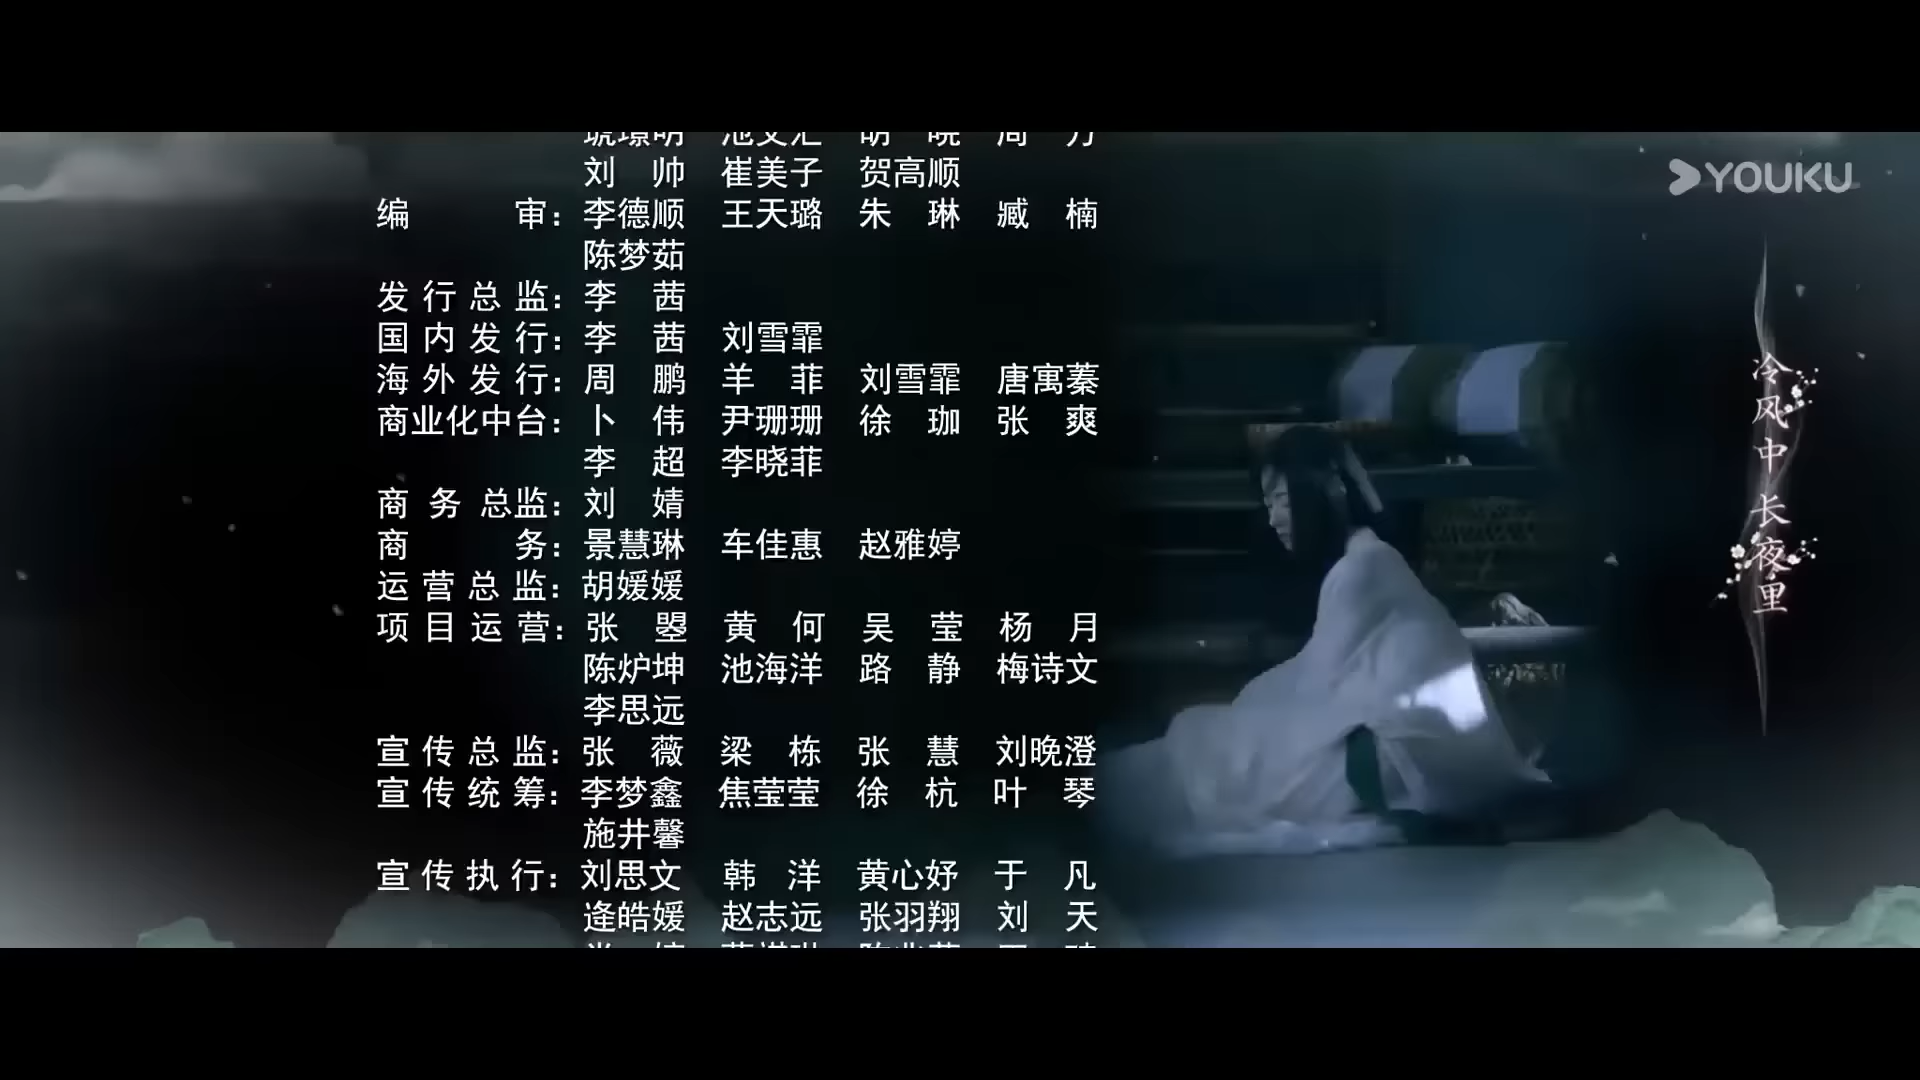 刘 帅 崔美子 贺高顺
编 审：李德顺 王天璐 朱 琳 臧 楠
陈梦茹
发行总监：李 茜
国内发行：李 茜 刘雪霏
海外发行：周 鹏 羊 菲 刘雪霏 唐寓蓁
商业化中台：卜 伟 尹珊珊 徐 珈 张 爽
李 超 李晓菲
商务总监：刘 婧
商 务：景慧琳 车佳惠 赵雅婷
运营总监：胡媛媛
项目运营：张 曌 黄 何 吴 莹 杨 月
陈炉坤 池海洋 路 静 梅诗文
李思远
宣传总监：张 薇 梁 栋 张 慧 刘晚澄
宣传统筹：李梦鑫 焦莹莹 徐 杭 叶 琴
施井馨
宣传执行：刘思文 韩 洋 黄心妤 于 凡
逄皓媛 赵志远 张羽翔 刘 天
YOUKU
冷风中 长夜里